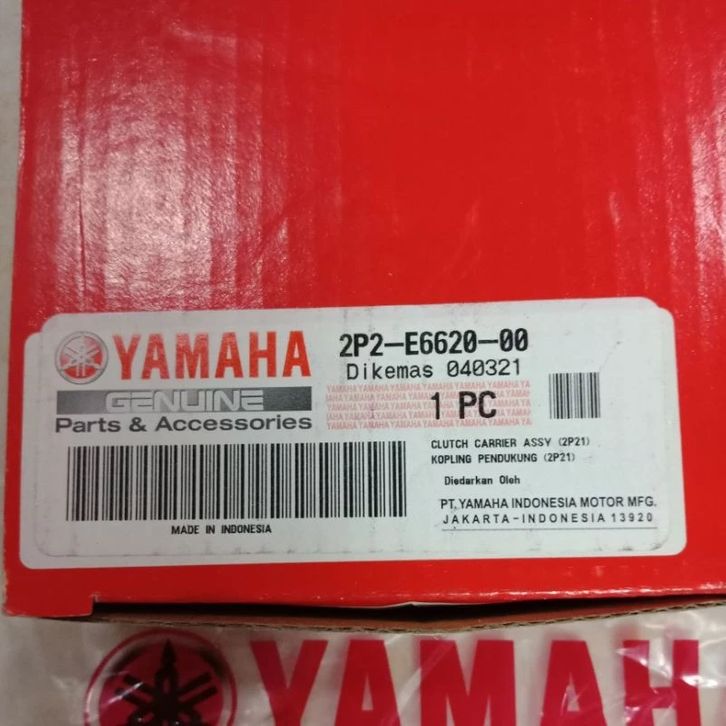 YAMAHA
GENUINE
Parts & Accessories
2P2-E6620-00
Dikemas 040321
YAMAHAYAMAHAYAMAHAYAMAHAYAMAHAYAMAHA
1 PC
CLUTCH CARRIER ASSY (2P21)
KOPLING PENDUKUNG (2P21)
Diedarkan Oleh
PT.YAMAHA INDONESIA MOTOR MFG.
JAKARTA-INDONESIA 13920
MADE IN INDONESIA
YAMAH